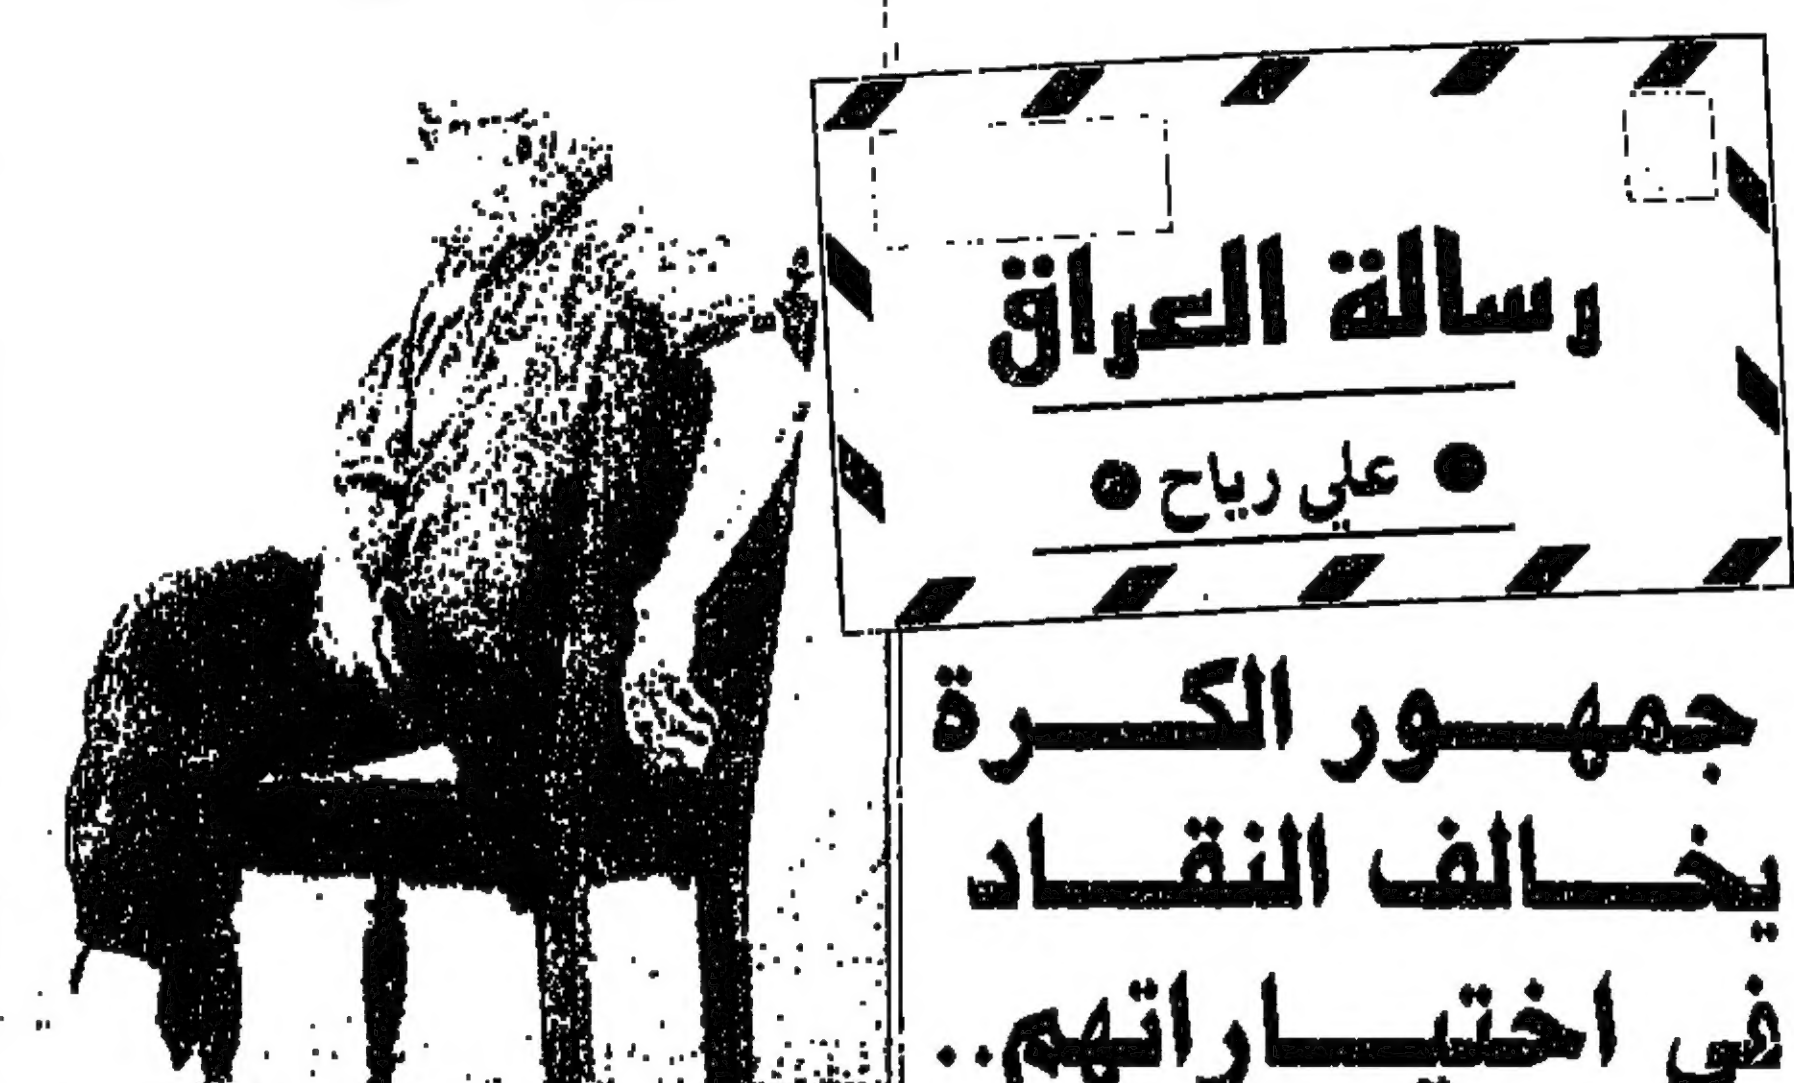 رسالة العراق
● علي رياح ●
جمهور الكرة
يخالف النقاد
في اختياراتهم..